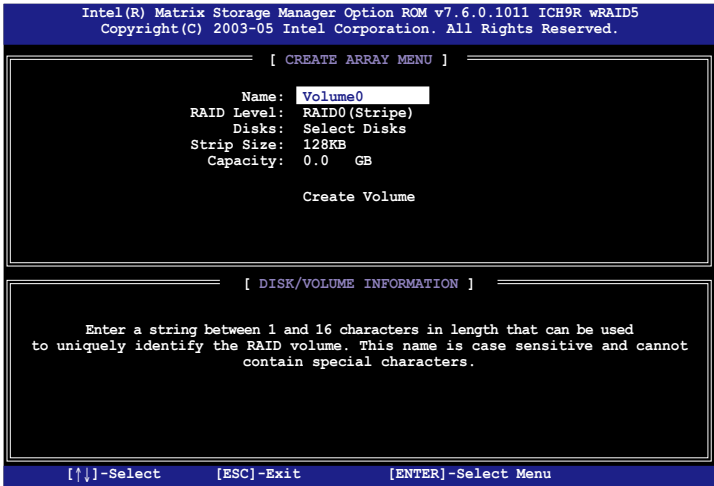 Intel(R) Matrix Storage Manager Option ROM v7.6.0.1011 ICH9R wRAID5
Copyright(C) 2003-05 Intel Corporation. All Rights Reserved.
[ CREATE ARRAY MENU ]
Name: Volume0
RAID Level: RAID0(Stripe)
Disks: Select Disks
Strip Size: 128KB
Capacity: 0.0 GB
Create Volume
[ DISK/VOLUME INFORMATION ]
Enter a string between 1 and 16 characters in length that can be used
to uniquely identify the RAID volume. This name is case sensitive and cannot
contain special characters.
[↑↓]-Select [ESC]-Exit [ENTER]-Select Menu